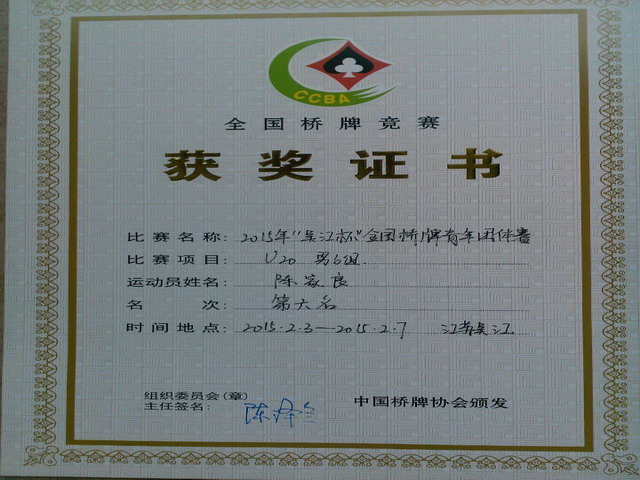 CCBA
全国桥牌竞赛
获奖证书
比赛名称: 2015年"吴江杯"全国桥牌青年团体赛
比赛项目: U20 男子组.
运动员姓名: 陈家良
名次: 第六名
时间地点: 2015.2.3—2015.2.7 江苏吴江
组织委员会(章)
主任签名: 陈泽兰
中国桥牌协会颁发